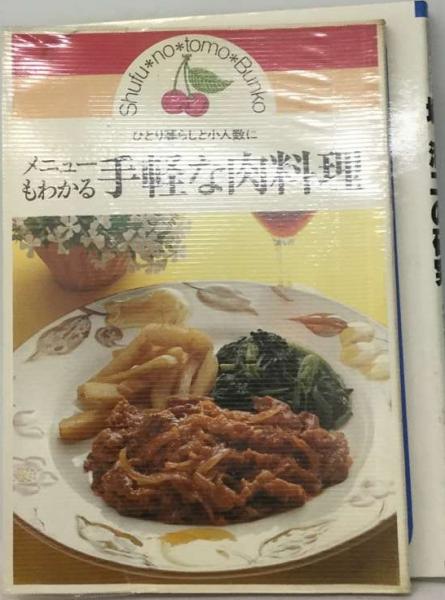 Shufu*no*tomo*Bunko
ひとり暮らしと小人数に
メニューもわかる
手軽な肉料理